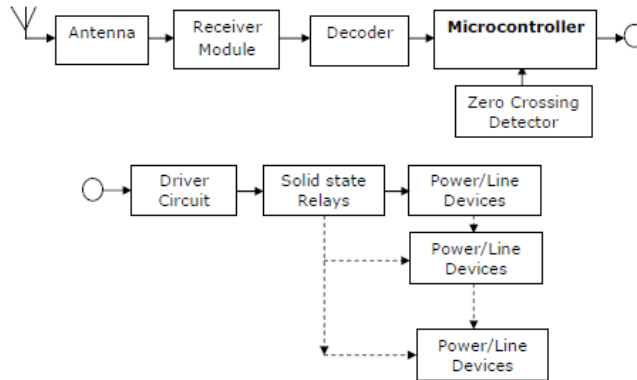 Antenna
Receiver
Module
Decoder
Microcontroller
Zero Crossing
Detector
Driver
Circuit
Solid state
Relays
Power/Line
Devices
Power/Line
Devices
Power/Line
Devices